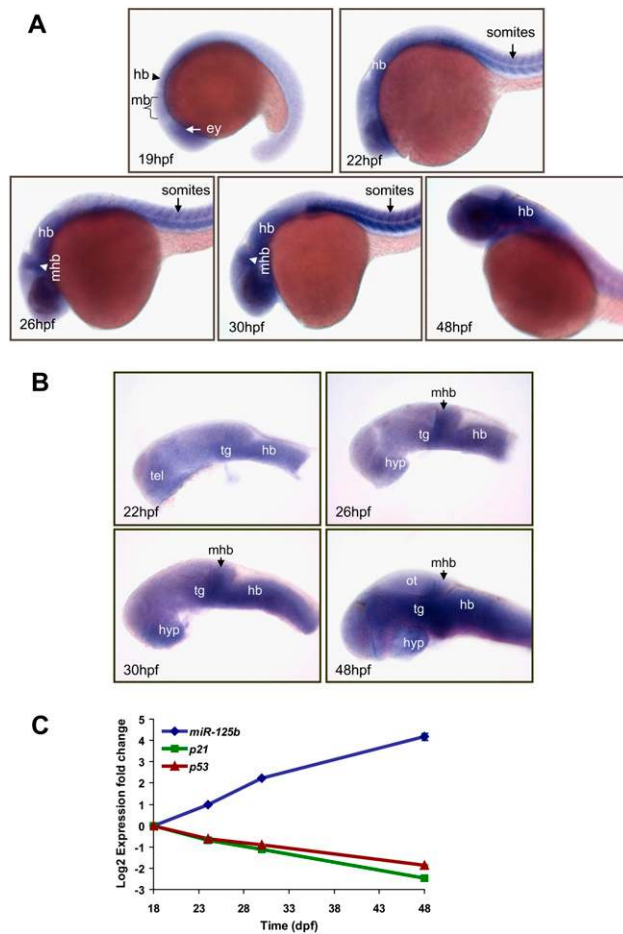 A
somites
hb
mb
ey
19hpf
hb
22hpf
somites
hb
mhb
26hpf
somites
hb
mhb
30hpf
hb
48hpf
B
tel
tg
hb
22hpf
mhb
tg
hb
hyp
26hpf
mhb
tg
hb
hyp
30hpf
mhb
ot
tg
hb
hyp
48hpf
C
Log2 Expression fold change
5
4
3
2
1
0
-1
-2
-3
miR-125b
p21
p53
18 23 28 33 38 43 48
Time (dpf)